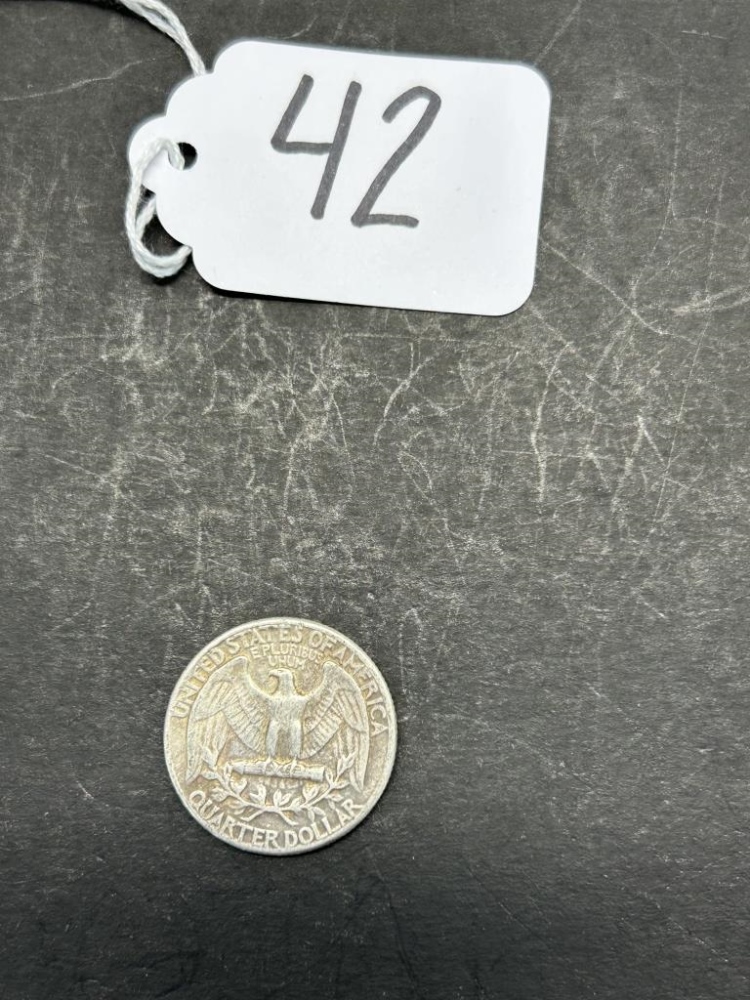 42
UNITED STATES OF AMERICA
E PLURIBUS
UNUM
QUARTER DOLLAR